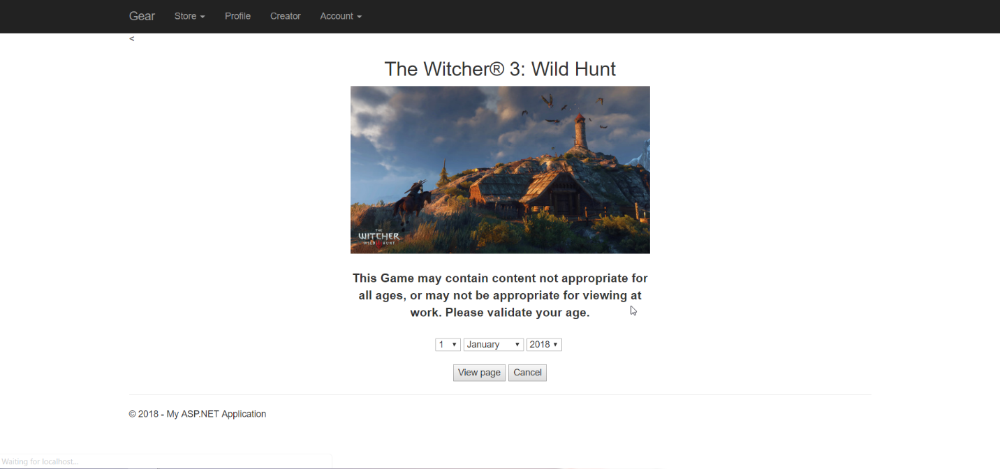 Gear Store Profile Creator Account
<
The Witcher® 3: Wild Hunt
THE
WITCHER
WILD HUNT
This Game may contain content not appropriate for
all ages, or may not be appropriate for viewing at
work. Please validate your age.
1 January 2018
View page Cancel
© 2018 - My ASP.NET Application
Waiting for localhost...